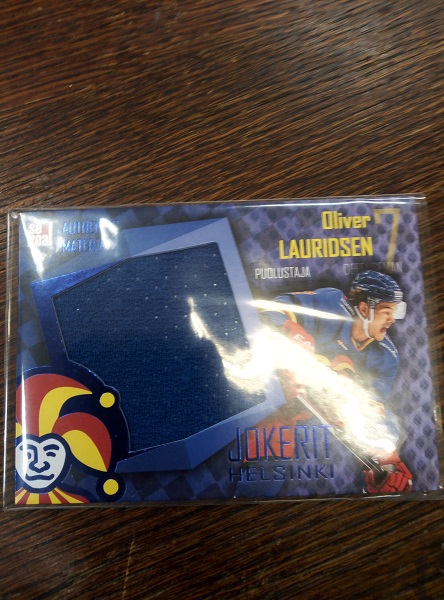 Oliver 7
LAURIDSEN
PUOLUSTAJA
JOKERIT
HELSINKI